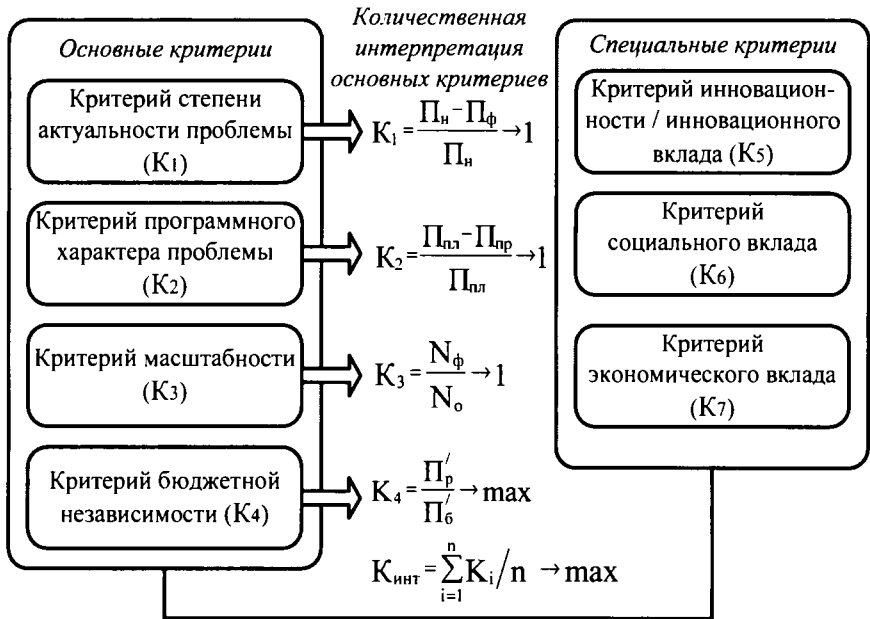 Основные критерии
Критерий степени
актуальности проблемы
(К1)
Критерий программного
характера проблемы
(К2)
Критерий масштабности
(К3)
Критерий бюджетной
независимости (К4)
Количественная
интерпретация
основных критериев
К₁ = (Пн − Пф) / Пн → 1
К₂ = (Ппл − Ппр) / Ппл → 1
К₃ = Nф / Nо → 1
К₄ = П′р / П′б → max
Кинт = ∑ᵢ₌₁ⁿ Кᵢ/n → max
Специальные критерии
Критерий инновацион-
ности / инновационного
вклада (К5)
Критерий
социального вклада
(К6)
Критерий
экономического вклада
(К7)